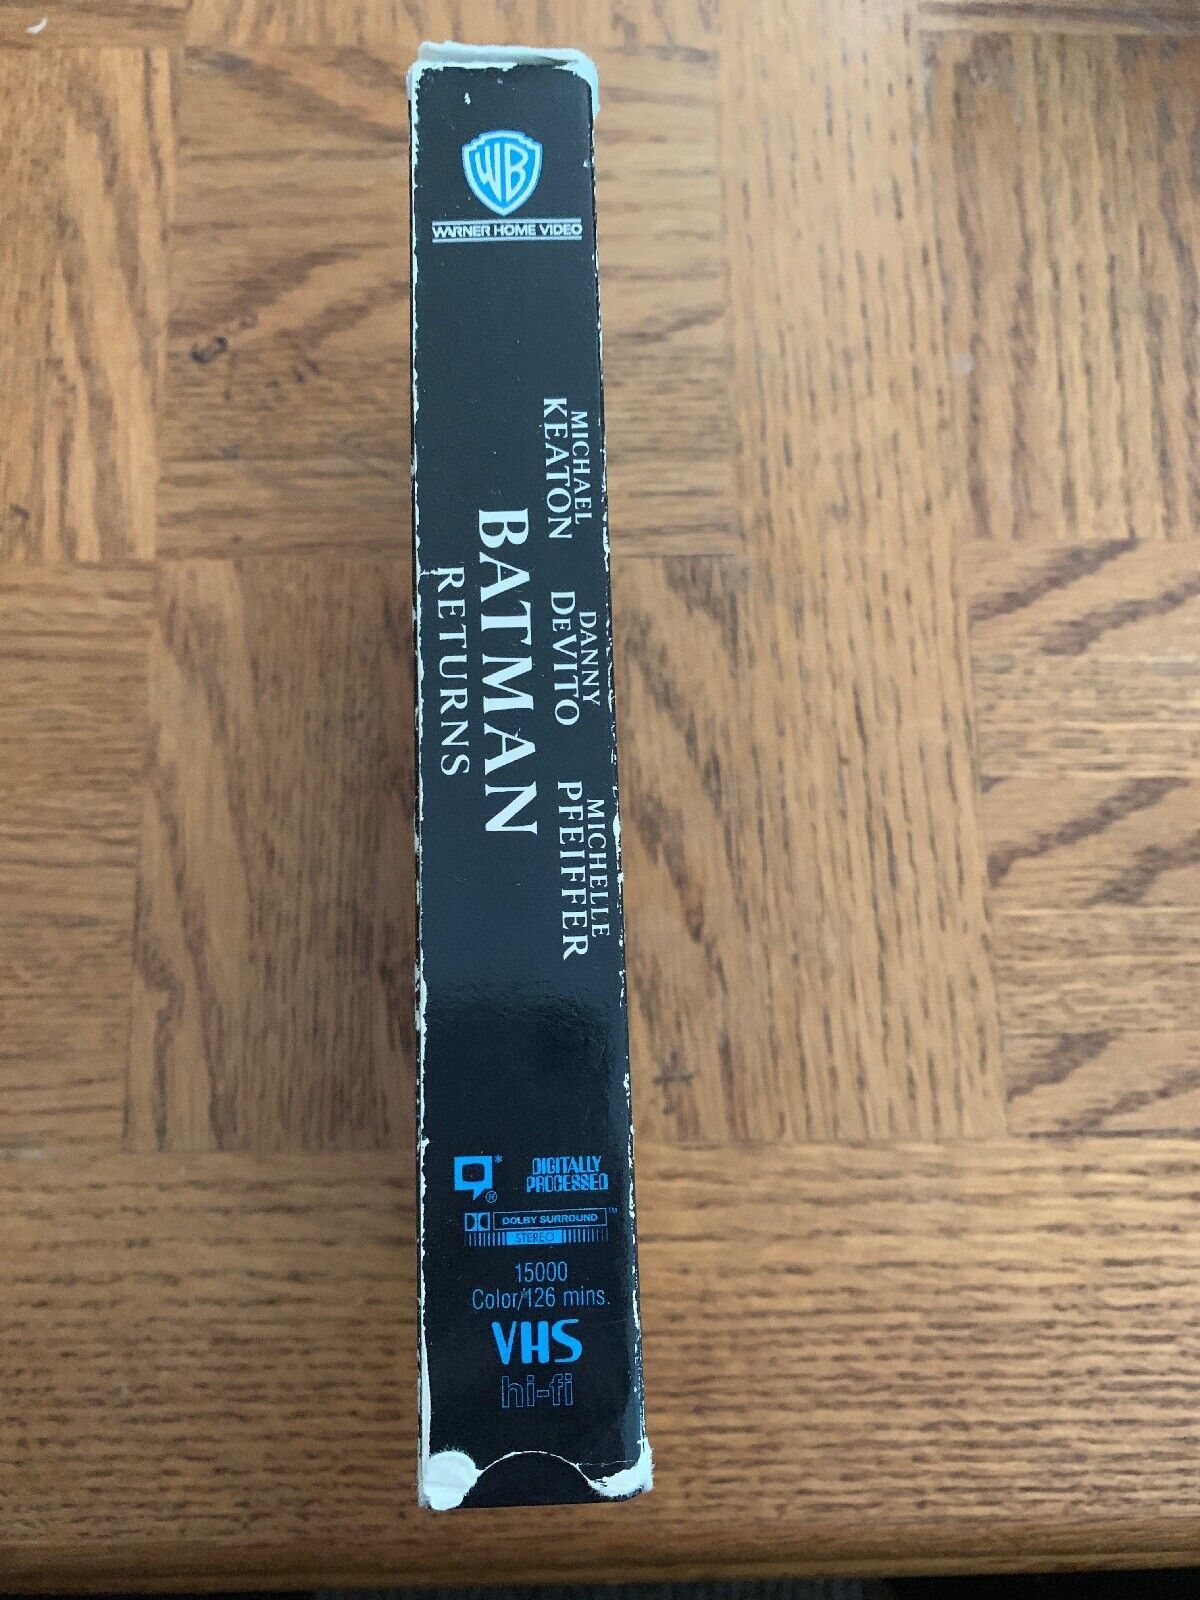 WB
WARNER HOME VIDEO
MICHAEL
KEATON
DANNY
DEVITO
MICHELLE
PFEIFFER
BATMAN
RETURNS
*
®
DIGITALLY
PROCESSED
DOLBY SURROUND™
STEREO
15000
Color/126 mins.
VHS
hi-fi